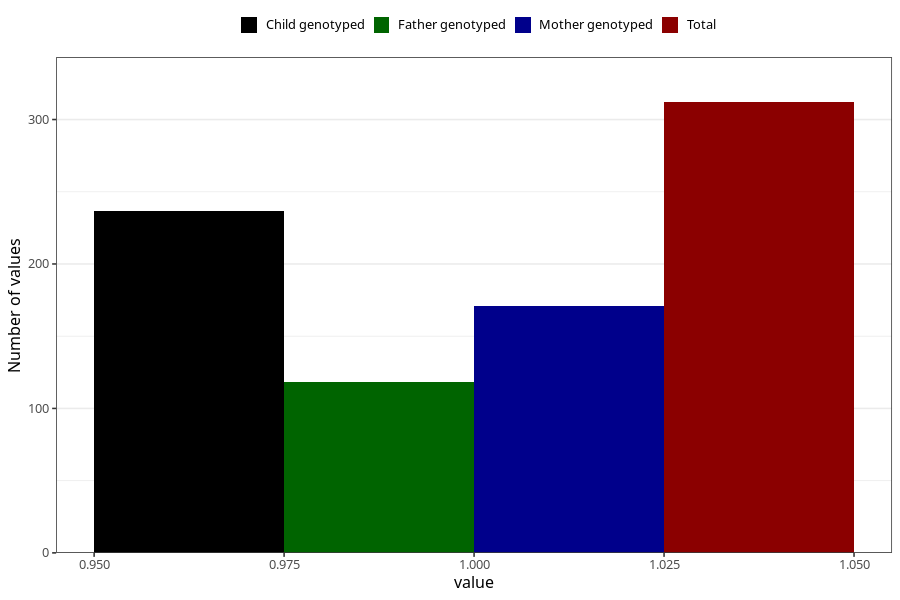 Child genotyped Father genotyped Mother genotyped Total
Number of values
300
200
100
0
0.950 0.975 1.000 1.025 1.050
value